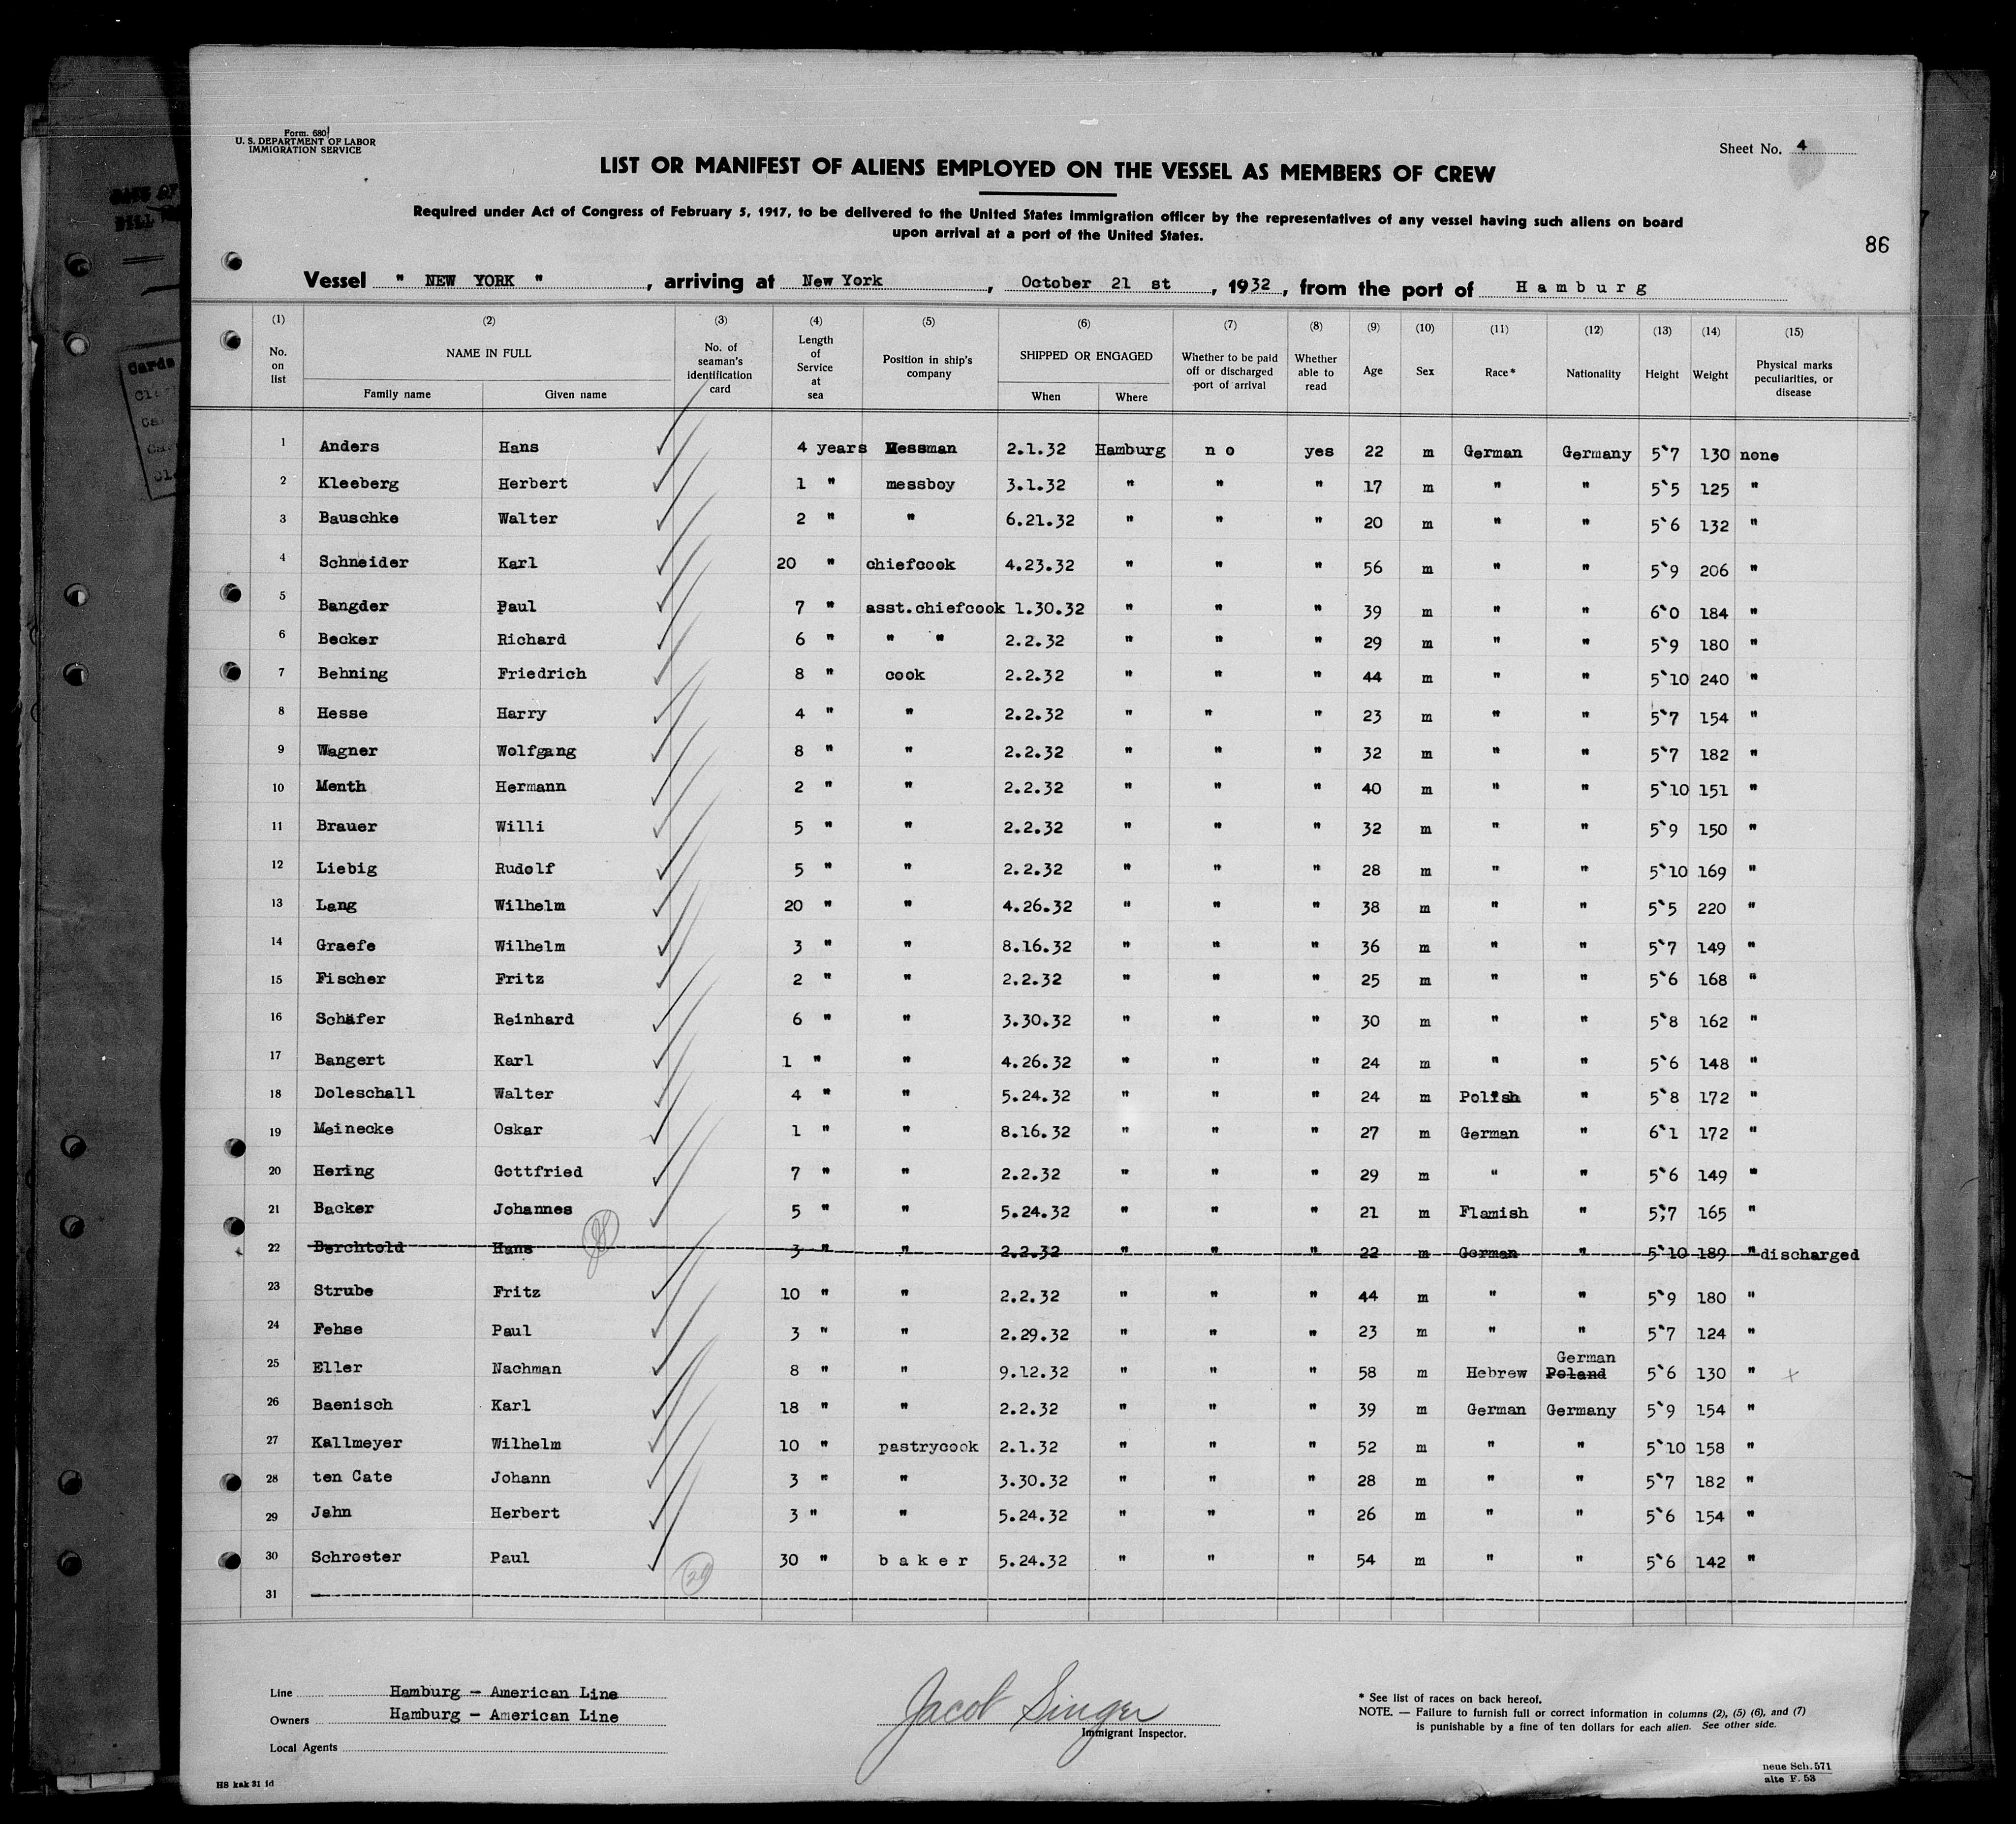 Form. 680
U. S. DEPARTMENT OF LABOR
IMMIGRATION SERVICE
Sheet No. 4
LIST OR MANIFEST OF ALIENS EMPLOYED ON THE VESSEL AS MEMBERS OF CREW
Required under Act of Congress of February 5, 1917, to be delivered to the United States immigration officer by the representatives of any vessel having such aliens on board
upon arrival at a port of the United States.
86
Vessel " NEW YORK " , arriving at New York , October 21 st , 1932 , from the port of Hamburg
(1) (2) (3) (4) (5) (6) (7) (8) (9) (10) (11) (12) (13) (14) (15)
No. on list NAME IN FULL Family name Given name No. of seaman's identification card Length of Service at sea Position in ship's company SHIPPED OR ENGAGED When Where Whether to be paid off or discharged port of arrival Whether able to read Age Sex Race* Nationality Height Weight Physical marks peculiarities, or disease
1 Anders Hans 4 years Messman 2.1.32 Hamburg no yes 22 m German Germany 5'7 130 none
2 Kleeberg Herbert 1 " messboy 3.1.32 " " " 17 m " " 5'5 125 "
3 Bauschke Walter 2 " " 6.21.32 " " " 20 m " " 5'6 132 "
4 Schneider Karl 20 " chiefcook 4.23.32 " " " 56 m " " 5'9 206 "
5 Bangder Paul 7 " asst.chiefcook 1.30.32 " " " 39 m " " 6'0 184 "
6 Becker Richard 6 " " " 2.2.32 " " " 29 m " " 5'9 180 "
7 Behning Friedrich 8 " cook 2.2.32 " " " 44 m " " 5'10 240 "
8 Hesse Harry 4 " " 2.2.32 " " " 23 m " " 5'7 154 "
9 Wagner Wolfgang 8 " " 2.2.32 " " " 32 m " " 5'7 182 "
10 Menth Hermann 2 " " 2.2.32 " " " 40 m " " 5'10 151 "
11 Brauer Willi 5 " " 2.2.32 " " " 32 m " " 5'9 150 "
12 Liebig Rudolf 5 " " 2.2.32 " " " 28 m " " 5'10 169 "
13 Lang Wilhelm 20 " " 4.26.32 " " " 38 m " " 5'5 220 "
14 Graefe Wilhelm 3 " " 8.16.32 " " " 36 m " " 5'7 149 "
15 Fischer Fritz 2 " " 2.2.32 " " " 25 m " " 5'6 168 "
16 Schäfer Reinhard 6 " " 3.30.32 " " " 30 m " " 5'8 162 "
17 Bangert Karl 1 " " 4.26.32 " " " 24 m " " 5'6 148 "
18 Doleschall Walter 4 " " 5.24.32 " " " 24 m Polish " 5'8 172 "
19 Meinecke Oskar 1 " " 8.16.32 " " " 27 m German " 6'1 172 "
20 Hering Gottfried 7 " " 2.2.32 " " " 29 m " " 5'6 149 "
21 Backer Johannes 5 " " 5.24.32 " " " 21 m Flamish " 5;7 165 "
22 Berchtold Hans 3 " " 2.2.32 " " " 22 m German " 5'10 189 " discharged
23 Strube Fritz 10 " " 2.2.32 " " " 44 m " " 5'9 180 "
24 Fehse Paul 3 " " 2.29.32 " " " 23 m " " 5'7 124 "
25 Eller Nachman 8 " " 9.12.32 " " " 58 m Hebrew German Poland 5'6 130 " +
26 Baenisch Karl 18 " " 2.2.32 " " " 39 m German Germany 5'9 154 "
27 Kallmeyer Wilhelm 10 " pastrycook 2.1.32 " " " 52 m " " 5'10 158 "
28 ten Cate Johann 3 " " 3.30.32 " " " 28 m " " 5'7 182 "
29 Jahn Herbert 3 " " 5.24.32 " " " 26 m " " 5'6 154 "
30 Schroeter Paul 30 " baker 5.24.32 " " " 54 m " " 5'6 142 "
31
29
Line Hamburg - American Line
Owners Hamburg - American Line
Local Agents
Jacob Singer
Immigrant Inspector.
* See list of races on back hereof.
NOTE. — Failure to furnish full or correct information in columns (2), (5) (6), and (7)
is punishable by a fine of ten dollars for each alien. See other side.
HS kak 31 1d
neue Sch. 571
alte F. 53